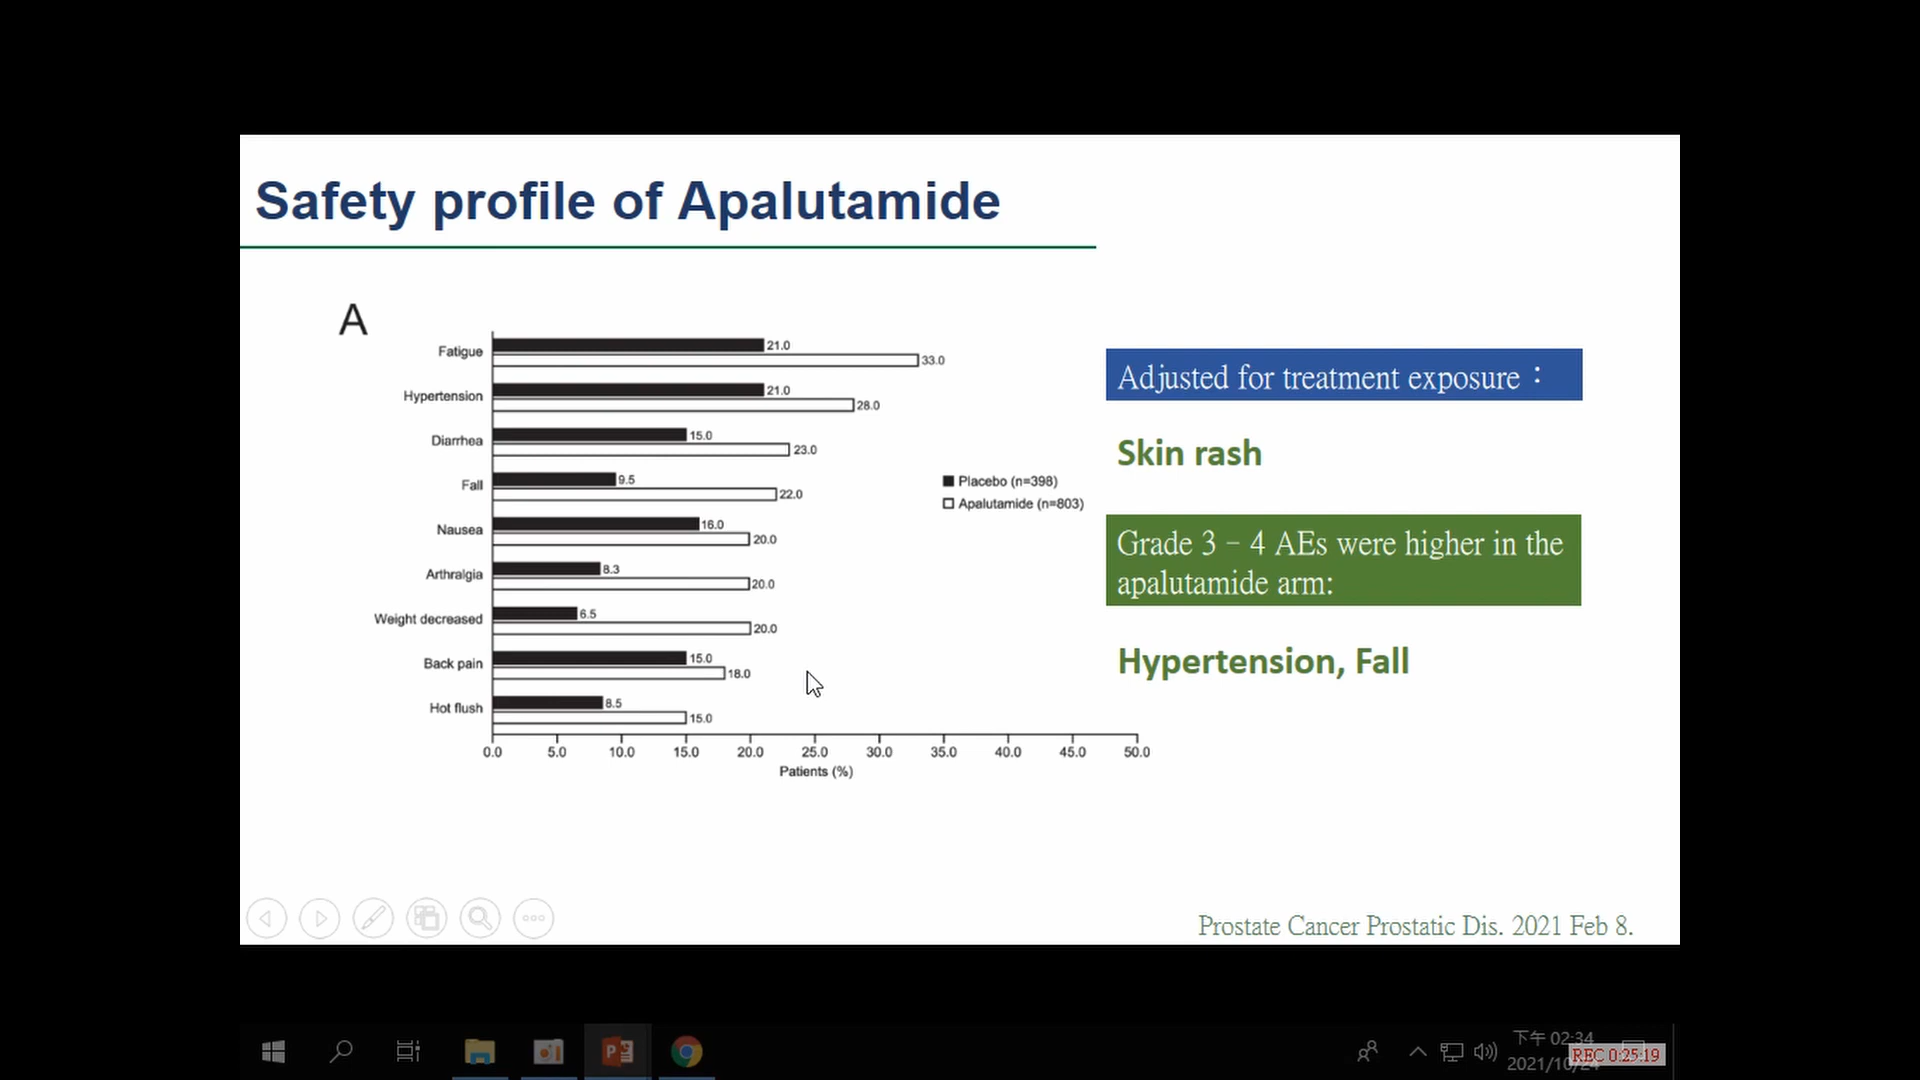 Safety profile of Apalutamide
A
Fatigue
21.0
33.0
Hypertension
21.0
28.0
Diarrhea
15.0
23.0
Fall
9.5
22.0
Nausea
16.0
20.0
Arthralgia
8.3
20.0
Weight decreased
6.5
20.0
Back pain
15.0
18.0
Hot flush
8.5
15.0
0.0 5.0 10.0 15.0 20.0 25.0 30.0 35.0 40.0 45.0 50.0
Patients (%)
Placebo (n=398)
Apalutamide (n=803)
Adjusted for treatment exposure：
Skin rash
Grade 3–4 AEs were higher in the
apalutamide arm:
Hypertension, Fall
Prostate Cancer Prostatic Dis. 2021 Feb 8.
下午 02:34
2021/10/24
REC 0:25:19